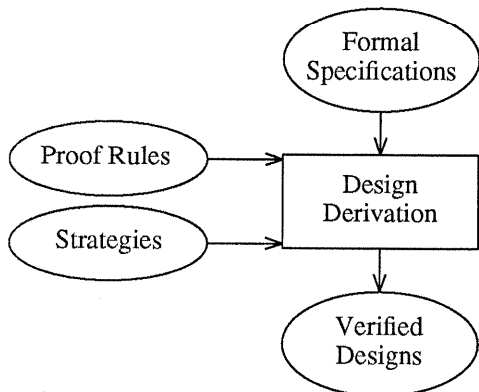 Formal
Specifications
Proof Rules
Design
Derivation
Strategies
Verified
Designs